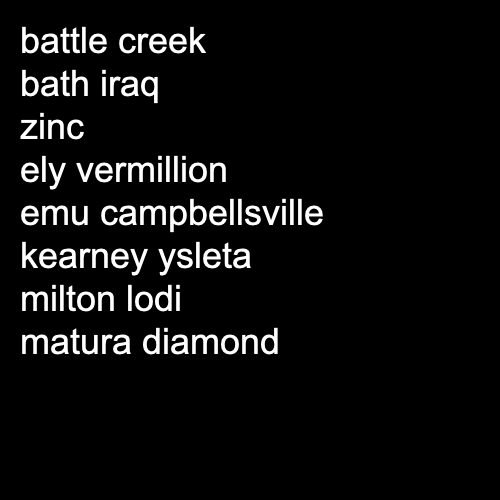 battle creek
bath iraq
zinc
ely vermillion
emu campbellsville
kearney ysleta
milton lodi
matura diamond